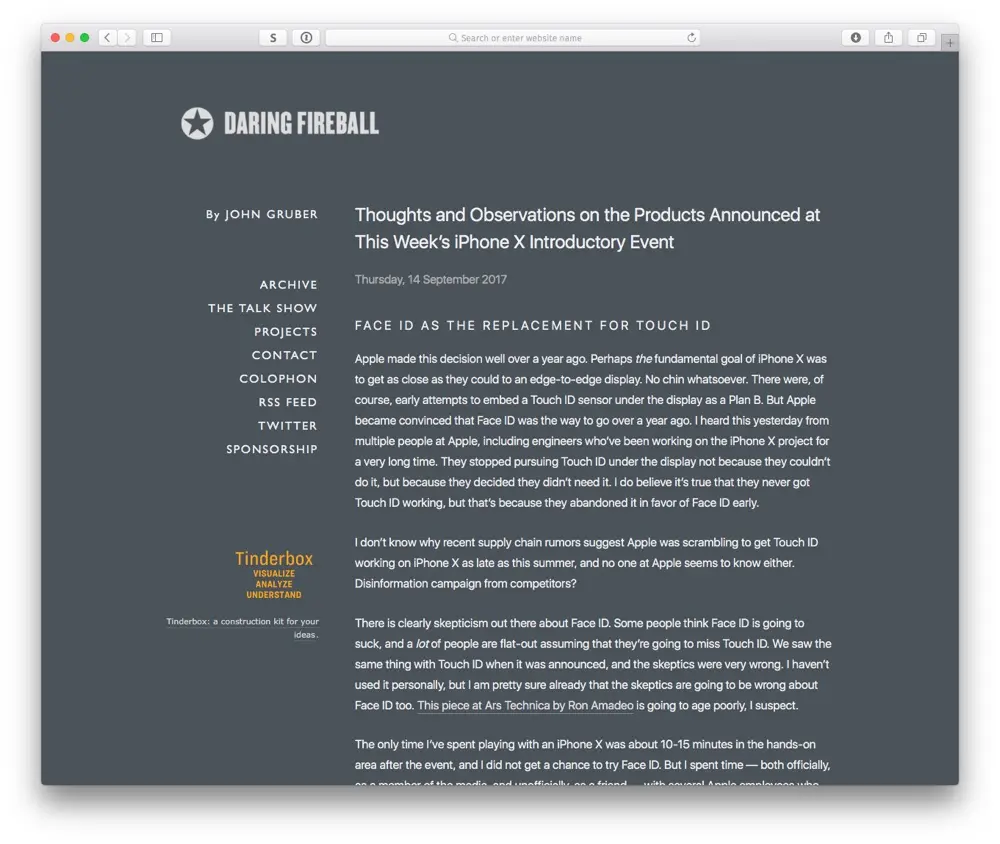 S
Search or enter website name
DARING FIREBALL
By JOHN GRUBER
ARCHIVE
THE TALK SHOW
PROJECTS
CONTACT
COLOPHON
RSS FEED
TWITTER
SPONSORSHIP
Tinderbox
VISUALIZE
ANALYZE
UNDERSTAND
Tinderbox: a construction kit for your
ideas.
Thoughts and Observations on the Products Announced at
This Week’s iPhone X Introductory Event
Thursday, 14 September 2017
FACE ID AS THE REPLACEMENT FOR TOUCH ID
Apple made this decision well over a year ago. Perhaps the fundamental goal of iPhone X was
to get as close as they could to an edge-to-edge display. No chin whatsoever. There were, of
course, early attempts to embed a Touch ID sensor under the display as a Plan B. But Apple
became convinced that Face ID was the way to go over a year ago. I heard this yesterday from
multiple people at Apple, including engineers who’ve been working on the iPhone X project for
a very long time. They stopped pursuing Touch ID under the display not because they couldn’t
do it, but because they decided they didn’t need it. I do believe it’s true that they never got
Touch ID working, but that’s because they abandoned it in favor of Face ID early.
I don’t know why recent supply chain rumors suggest Apple was scrambling to get Touch ID
working on iPhone X as late as this summer, and no one at Apple seems to know either.
Disinformation campaign from competitors?
There is clearly skepticism out there about Face ID. Some people think Face ID is going to
suck, and a lot of people are flat-out assuming that they’re going to miss Touch ID. We saw the
same thing with Touch ID when it was announced, and the skeptics were very wrong. I haven’t
used it personally, but I am pretty sure already that the skeptics are going to be wrong about
Face ID too. This piece at Ars Technica by Ron Amadeo is going to age poorly, I suspect.
The only time I’ve spent playing with an iPhone X was about 10-15 minutes in the hands-on
area after the event, and I did not get a chance to try Face ID. But I spent time — both officially,
as a member of the media, and unofficially, as a friend — with several Apple employees who